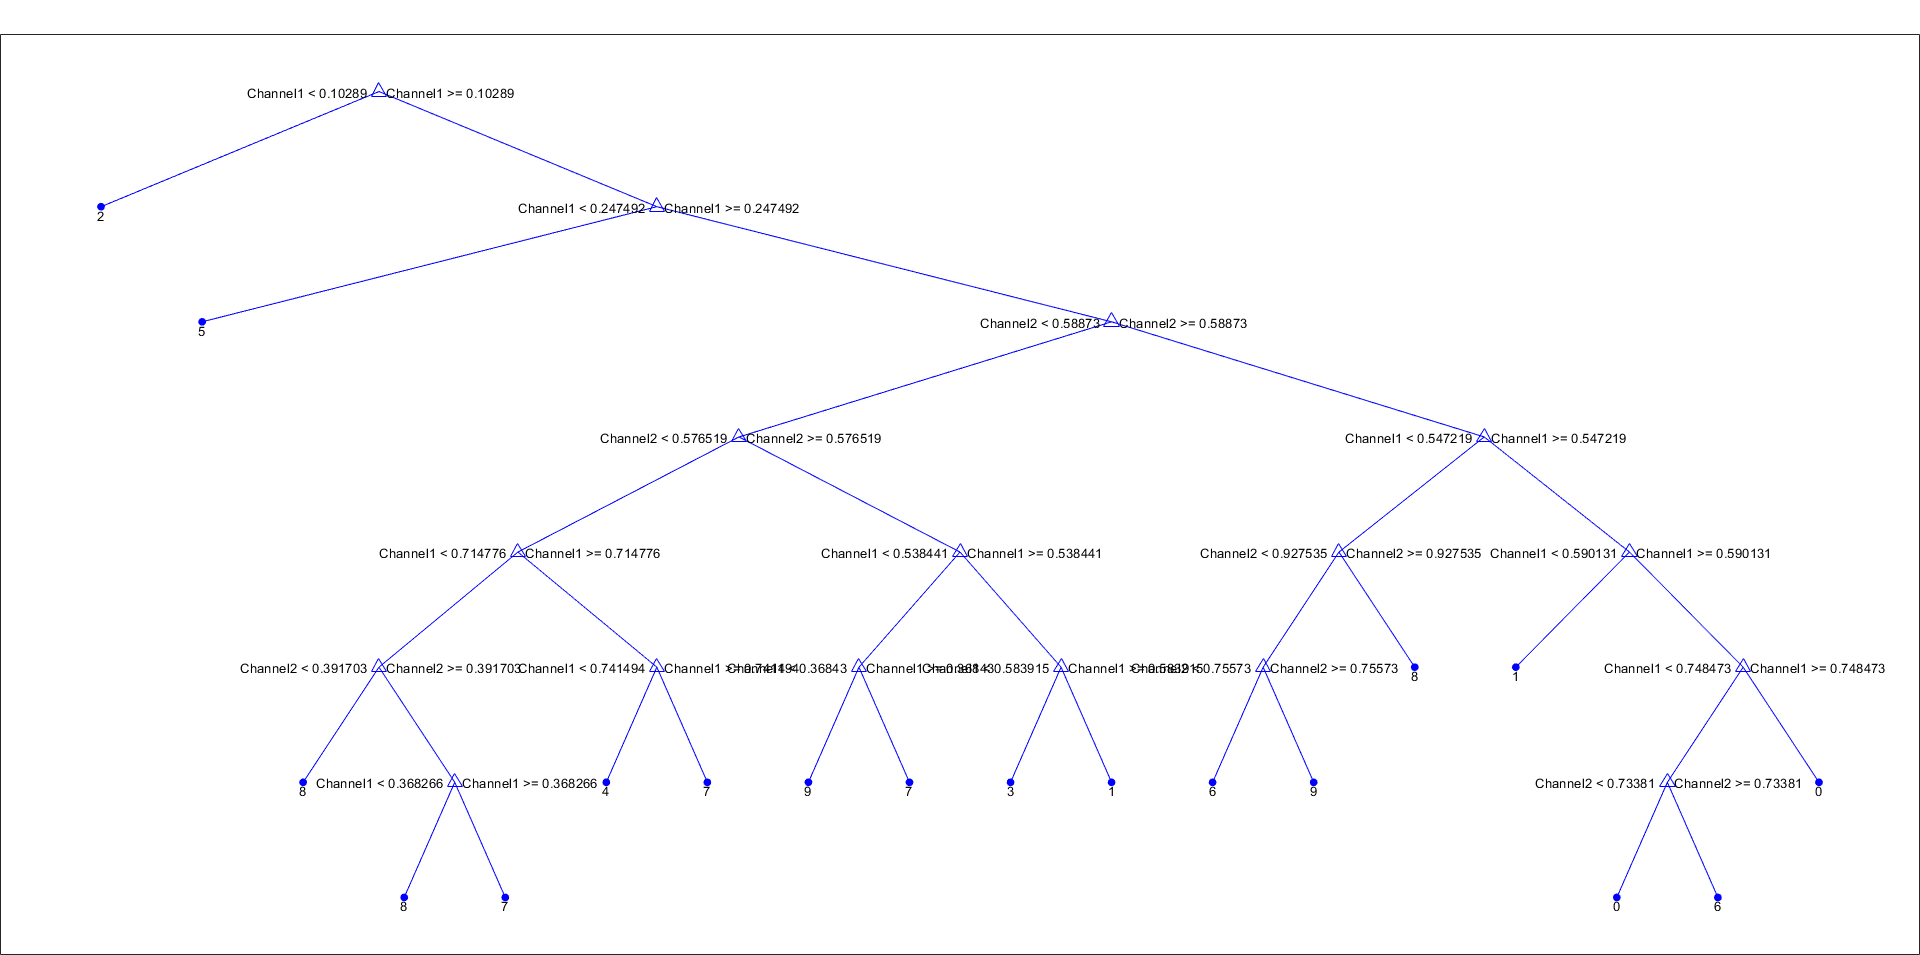 Channel1 < 0.10289 Channel1 >= 0.10289
2
Channel1 < 0.247492 Channel1 >= 0.247492
5
Channel2 < 0.58873 Channel2 >= 0.58873
Channel2 < 0.576519 Channel2 >= 0.576519 Channel1 < 0.547219 Channel1 >= 0.547219
Channel1 < 0.714776 Channel1 >= 0.714776 Channel1 < 0.538441 Channel1 >= 0.538441 Channel2 < 0.927535 Channel2 >= 0.927535 Channel1 < 0.590131 Channel1 >= 0.590131
Channel2 < 0.391703 Channel2 >= 0.391703 Channel1 < 0.741494 Channel1 >= 0.741494 < 0.36843 Channel1 >= 0.36843 < 0.583915 Channel1 >= 0.583915 < 0.75573 Channel2 >= 0.75573 Channel1 < 0.748473 Channel1 >= 0.748473
8 1
Channel1 < 0.368266 Channel1 >= 0.368266 Channel2 < 0.73381 Channel2 >= 0.73381
8 4 7 9 7 3 1 6 9 0
8 7 0 6